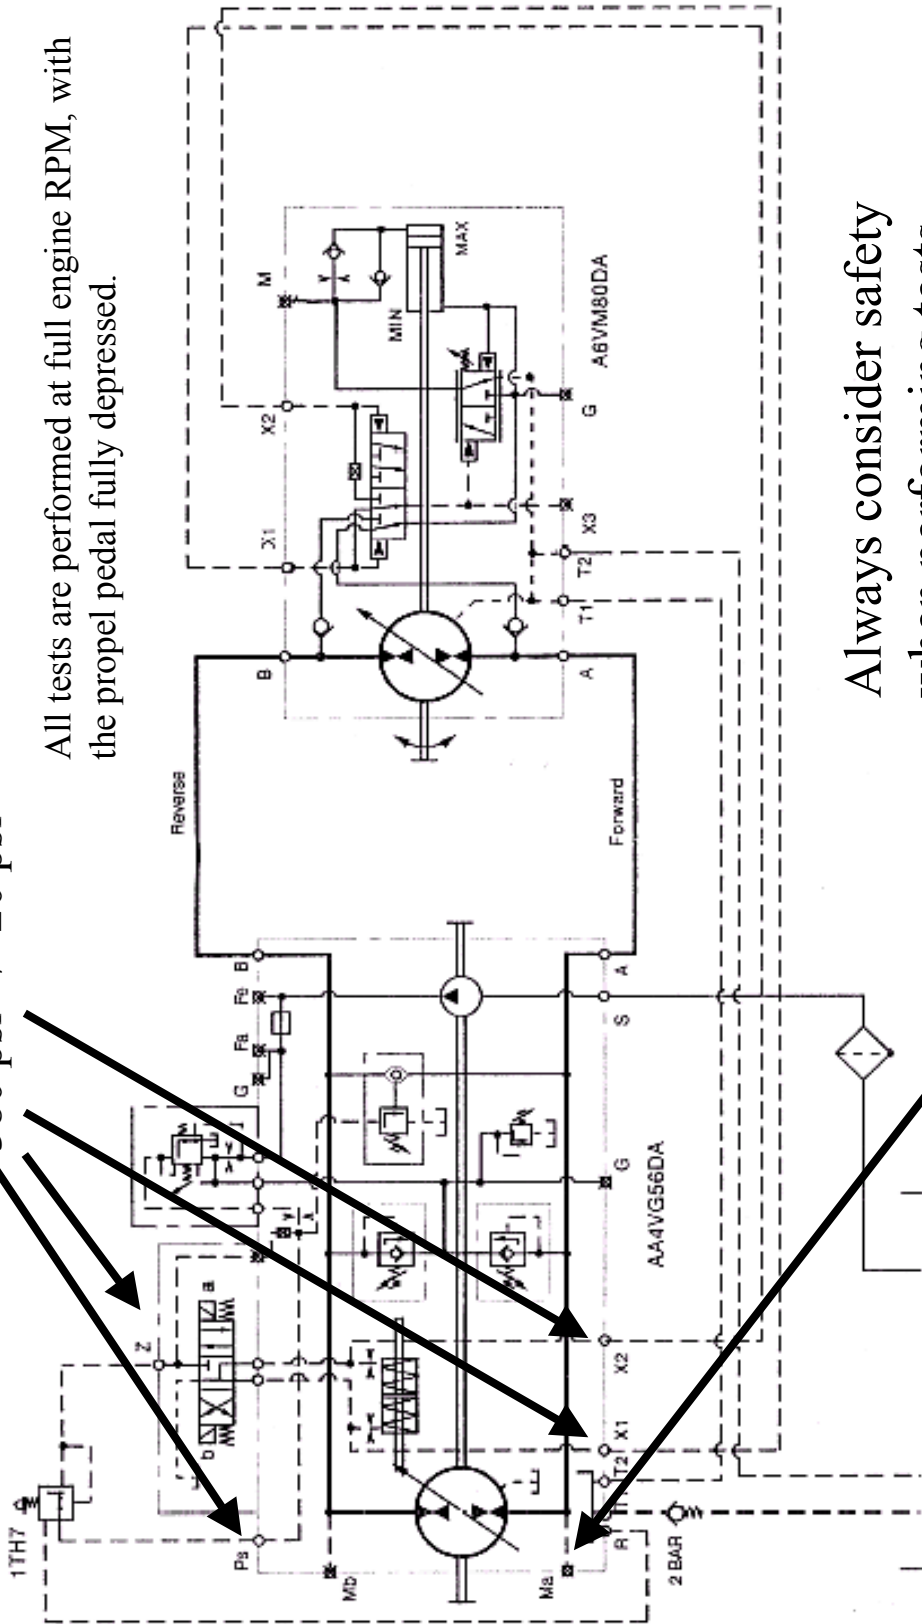 All tests are performed at full engine RPM, with
the propel pedal fully depressed.
Always consider safety
1TH7
Z
a
b
Ps
Mb
Ma
R
2 BAR
T2
X1
X2
G
S
A
B
Fe
Fa
G
AA4VG56DA
Reverse
Forward
B
A
X1
X2
M
MIN
MAX
T1
T2
X3
G
A6VM80DA